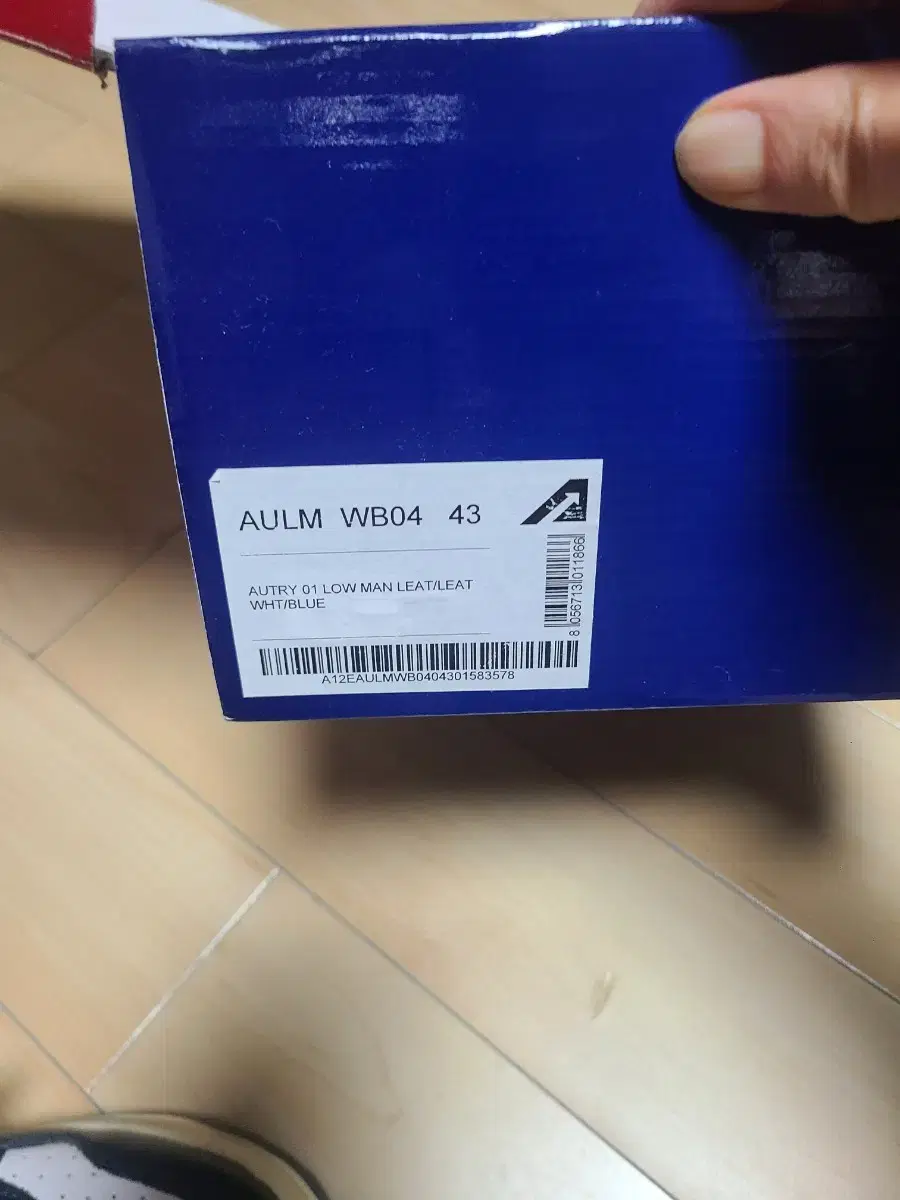 AULM WB04 43
AUTRY 01 LOW MAN LEAT/LEAT
WHT/BLUE
8 056713 011866
A12EAULMWB0404301583578